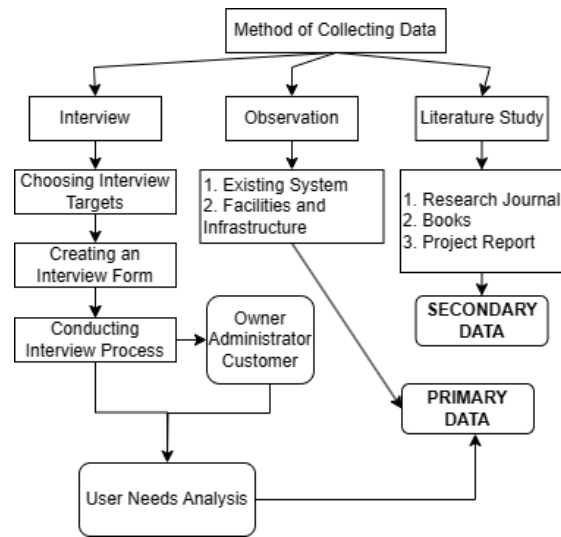 Method of Collecting Data
Interview
Observation
Literature Study
Choosing Interview
Targets
1. Existing System
2. Facilities and
Infrastructure
1. Research Journal
2. Books
3. Project Report
Creating an
Interview Form
Conducting
Interview Process
Owner
Administrator
Customer
SECONDARY
DATA
PRIMARY
DATA
User Needs Analysis